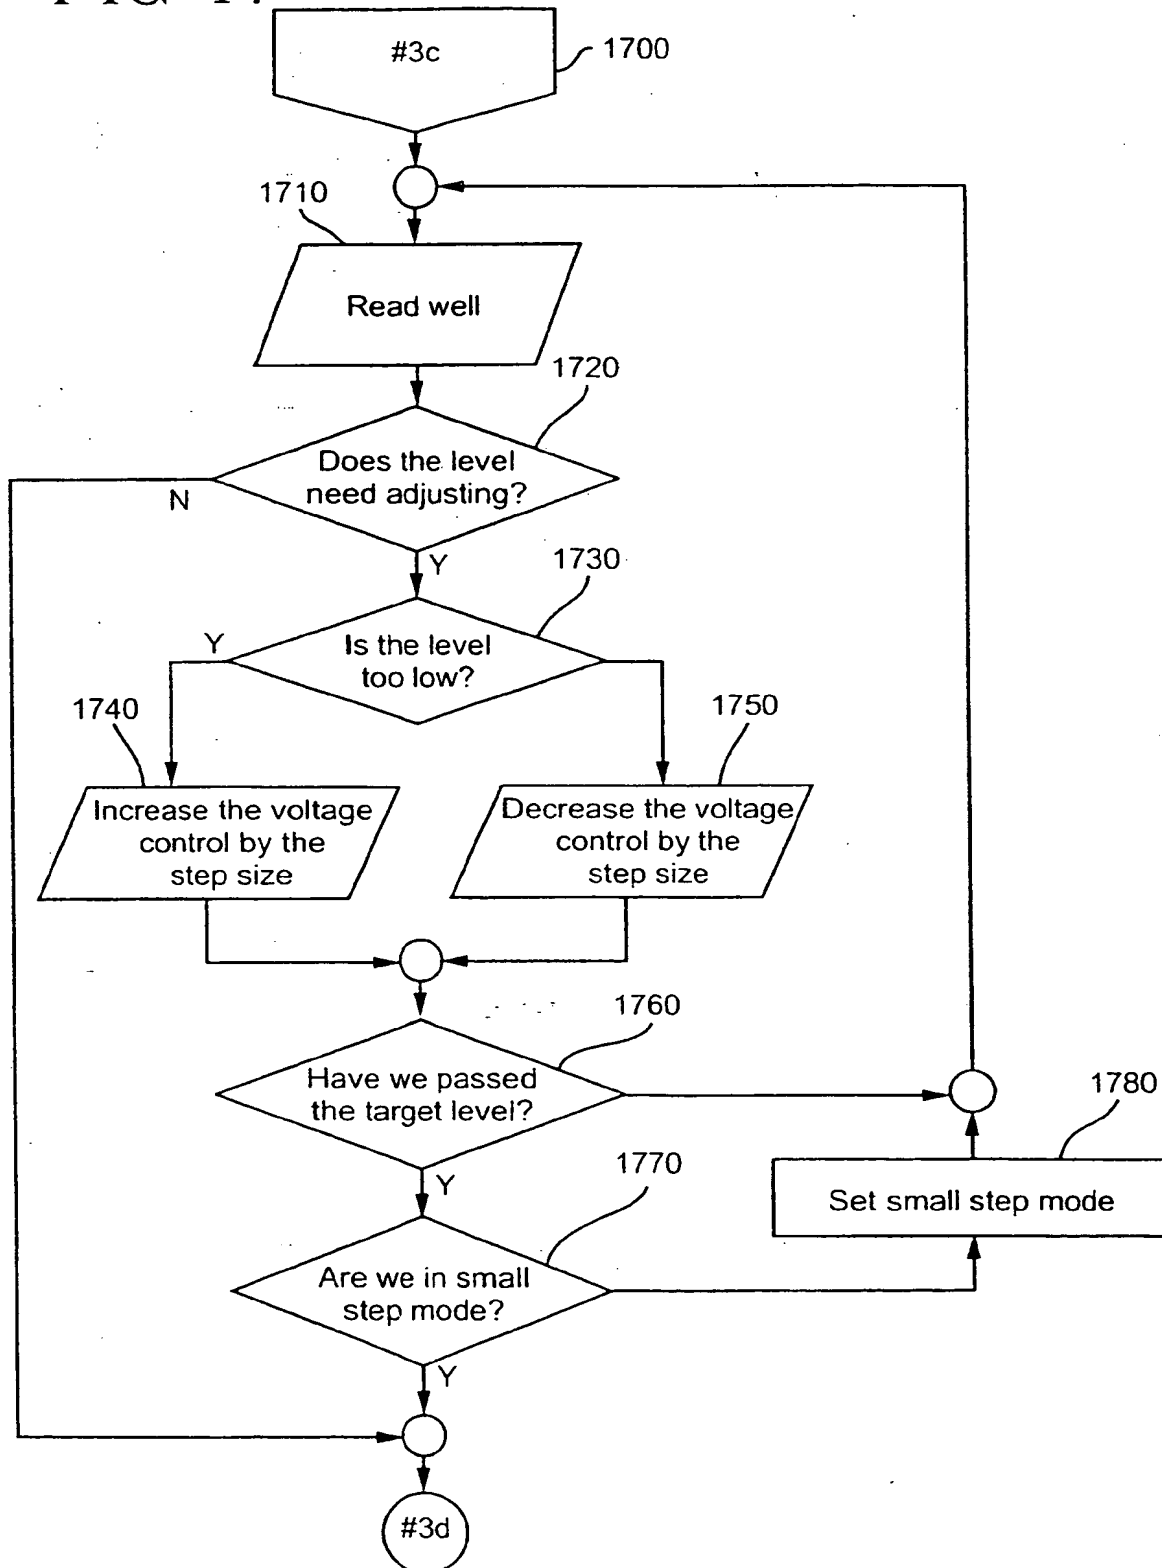 #3c
1700
1710
Read well
1720
Does the level
need adjusting?
N
Y
1730
Is the level
too low?
Y
1740
1750
Increase the voltage
control by the
step size
Decrease the voltage
control by the
step size
1760
Have we passed
the target level?
1780
Y
1770
Set small step mode
Are we in small
step mode?
Y
#3d